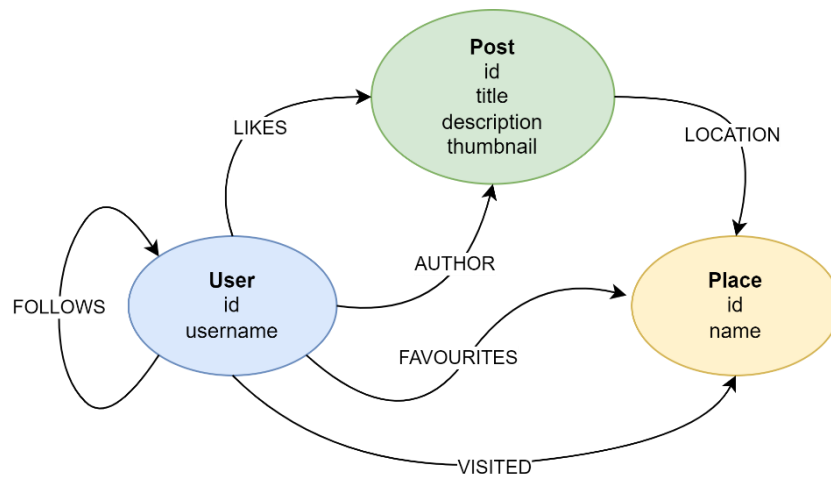 Post
id
title
description
thumbnail
LIKES
LOCATION
User
id
username
AUTHOR
Place
id
name
FOLLOWS
FAVOURITES
VISITED